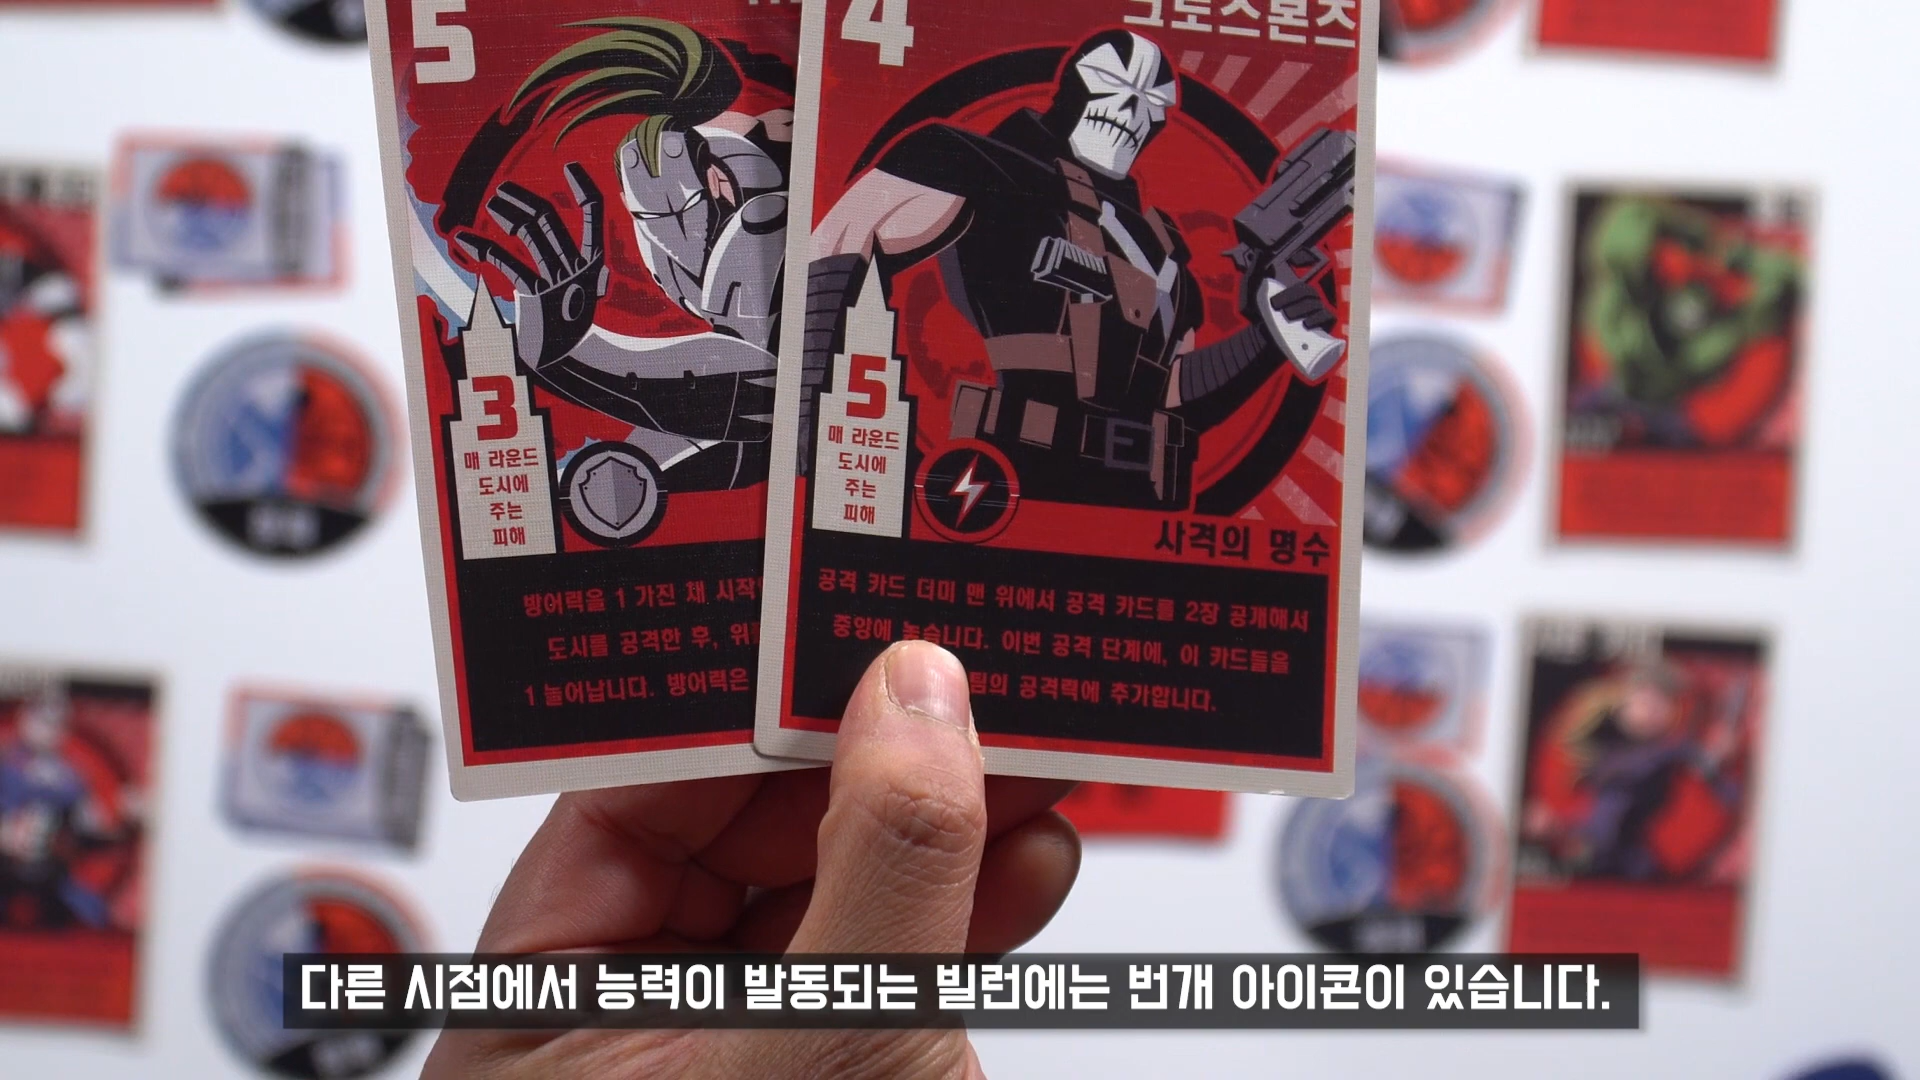 5
3
매 라운드
도시에
주는
피해
방어력을 1 가진 채
도시를 공격한 후,
1 늘어납니다. 방어력은
4
크로스본즈
5
매 라운드
도시에
주는
피해
사격의 명수
공격 카드 더미 맨 위에서 공격 카드를 2장 공개해서
중앙에 놓습니다. 이번 공격 단계에, 이 카드들을
팀의 공격력에 추가합니다.
다른 시점에서 능력이 발동되는 빌런에는 번개 아이콘이 있습니다.